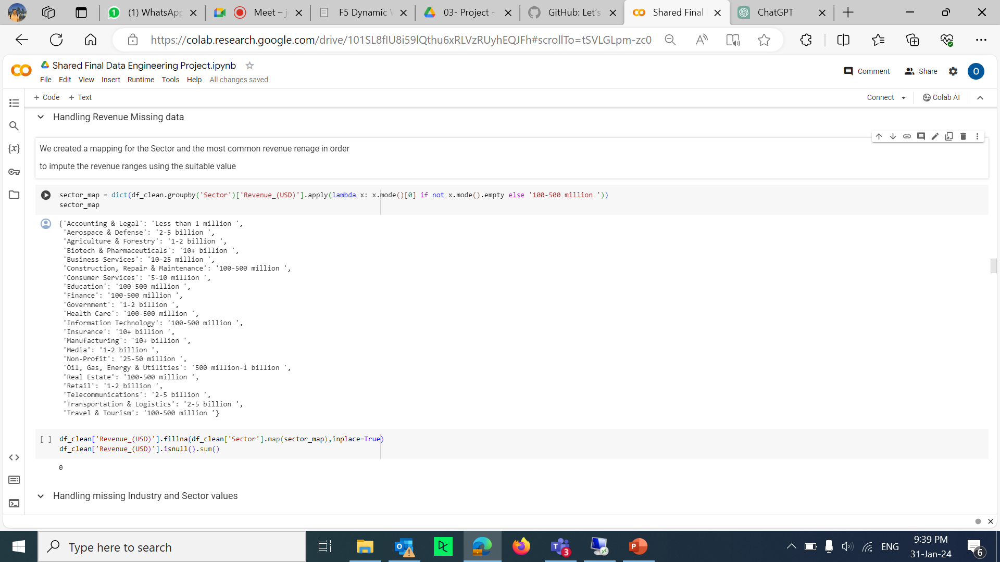 (1) WhatsApp
Meet – j
F5 Dynamic
03- Project -
GitHub: Let's
Shared Final
ChatGPT
https://colab.research.google.com/drive/101SL8fIU8i59lQthu6xRLVzRUyhEQJFh#scrollTo=tSVLGLpm-zc0
Shared Final Data Engineering Project.ipynb
Comment
Share
O
File Edit View Insert Runtime Tools Help All changes saved
+ Code + Text
Connect
Colab AI
Handling Revenue Missing data
We created a mapping for the Sector and the most common revenue renage in order
to impute the revenue ranges using the suitable value
sector_map = dict(df_clean.groupby('Sector')['Revenue_(USD)'].apply(lambda x: x.mode()[0] if not x.mode().empty else '100-500 million '))
sector_map
{'Accounting & Legal': 'Less than 1 million ',
'Aerospace & Defense': '2-5 billion ',
'Agriculture & Forestry': '1-2 billion ',
'Biotech & Pharmaceuticals': '10+ billion ',
'Business Services': '10-25 million ',
'Construction, Repair & Maintenance': '100-500 million ',
'Consumer Services': '5-10 million ',
'Education': '100-500 million ',
'Finance': '100-500 million ',
'Government': '1-2 billion ',
'Health Care': '100-500 million ',
'Information Technology': '100-500 million ',
'Insurance': '10+ billion ',
'Manufacturing': '10+ billion ',
'Media': '1-2 billion ',
'Non-Profit': '25-50 million ',
'Oil, Gas, Energy & Utilities': '500 million-1 billion ',
'Real Estate': '100-500 million ',
'Retail': '1-2 billion ',
'Telecommunications': '2-5 billion ',
'Transportation & Logistics': '2-5 billion ',
'Travel & Tourism': '100-500 million '}
[ ] df_clean['Revenue_(USD)'].fillna(df_clean['Sector'].map(sector_map),inplace=True)
df_clean['Revenue_(USD)'].isnull().sum()
0
Handling missing Industry and Sector values
Type here to search
3
ENG
9:39 PM
31-Jan-24
6